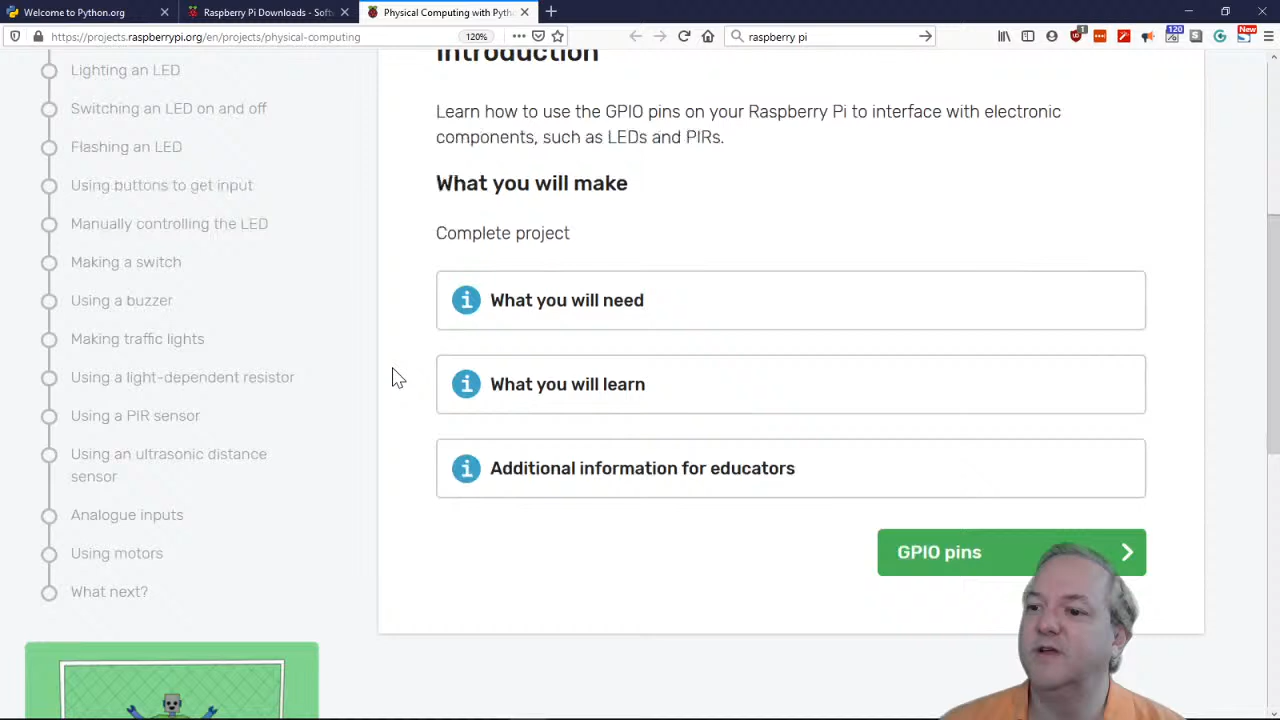 Welcome to Python.org
Raspberry Pi Downloads - Softw
Physical Computing with Pytho
https://projects.raspberrypi.org/en/projects/physical-computing
120%
raspberry pi
1
120
New
Lighting an LED
Switching an LED on and off
Flashing an LED
Using buttons to get input
Manually controlling the LED
Making a switch
Using a buzzer
Making traffic lights
Using a light-dependent resistor
Using a PIR sensor
Using an ultrasonic distance
sensor
Analogue inputs
Using motors
What next?
Introduction
Learn how to use the GPIO pins on your Raspberry Pi to interface with electronic
components, such as LEDs and PIRs.
What you will make
Complete project
What you will need
What you will learn
Additional information for educators
GPIO pins